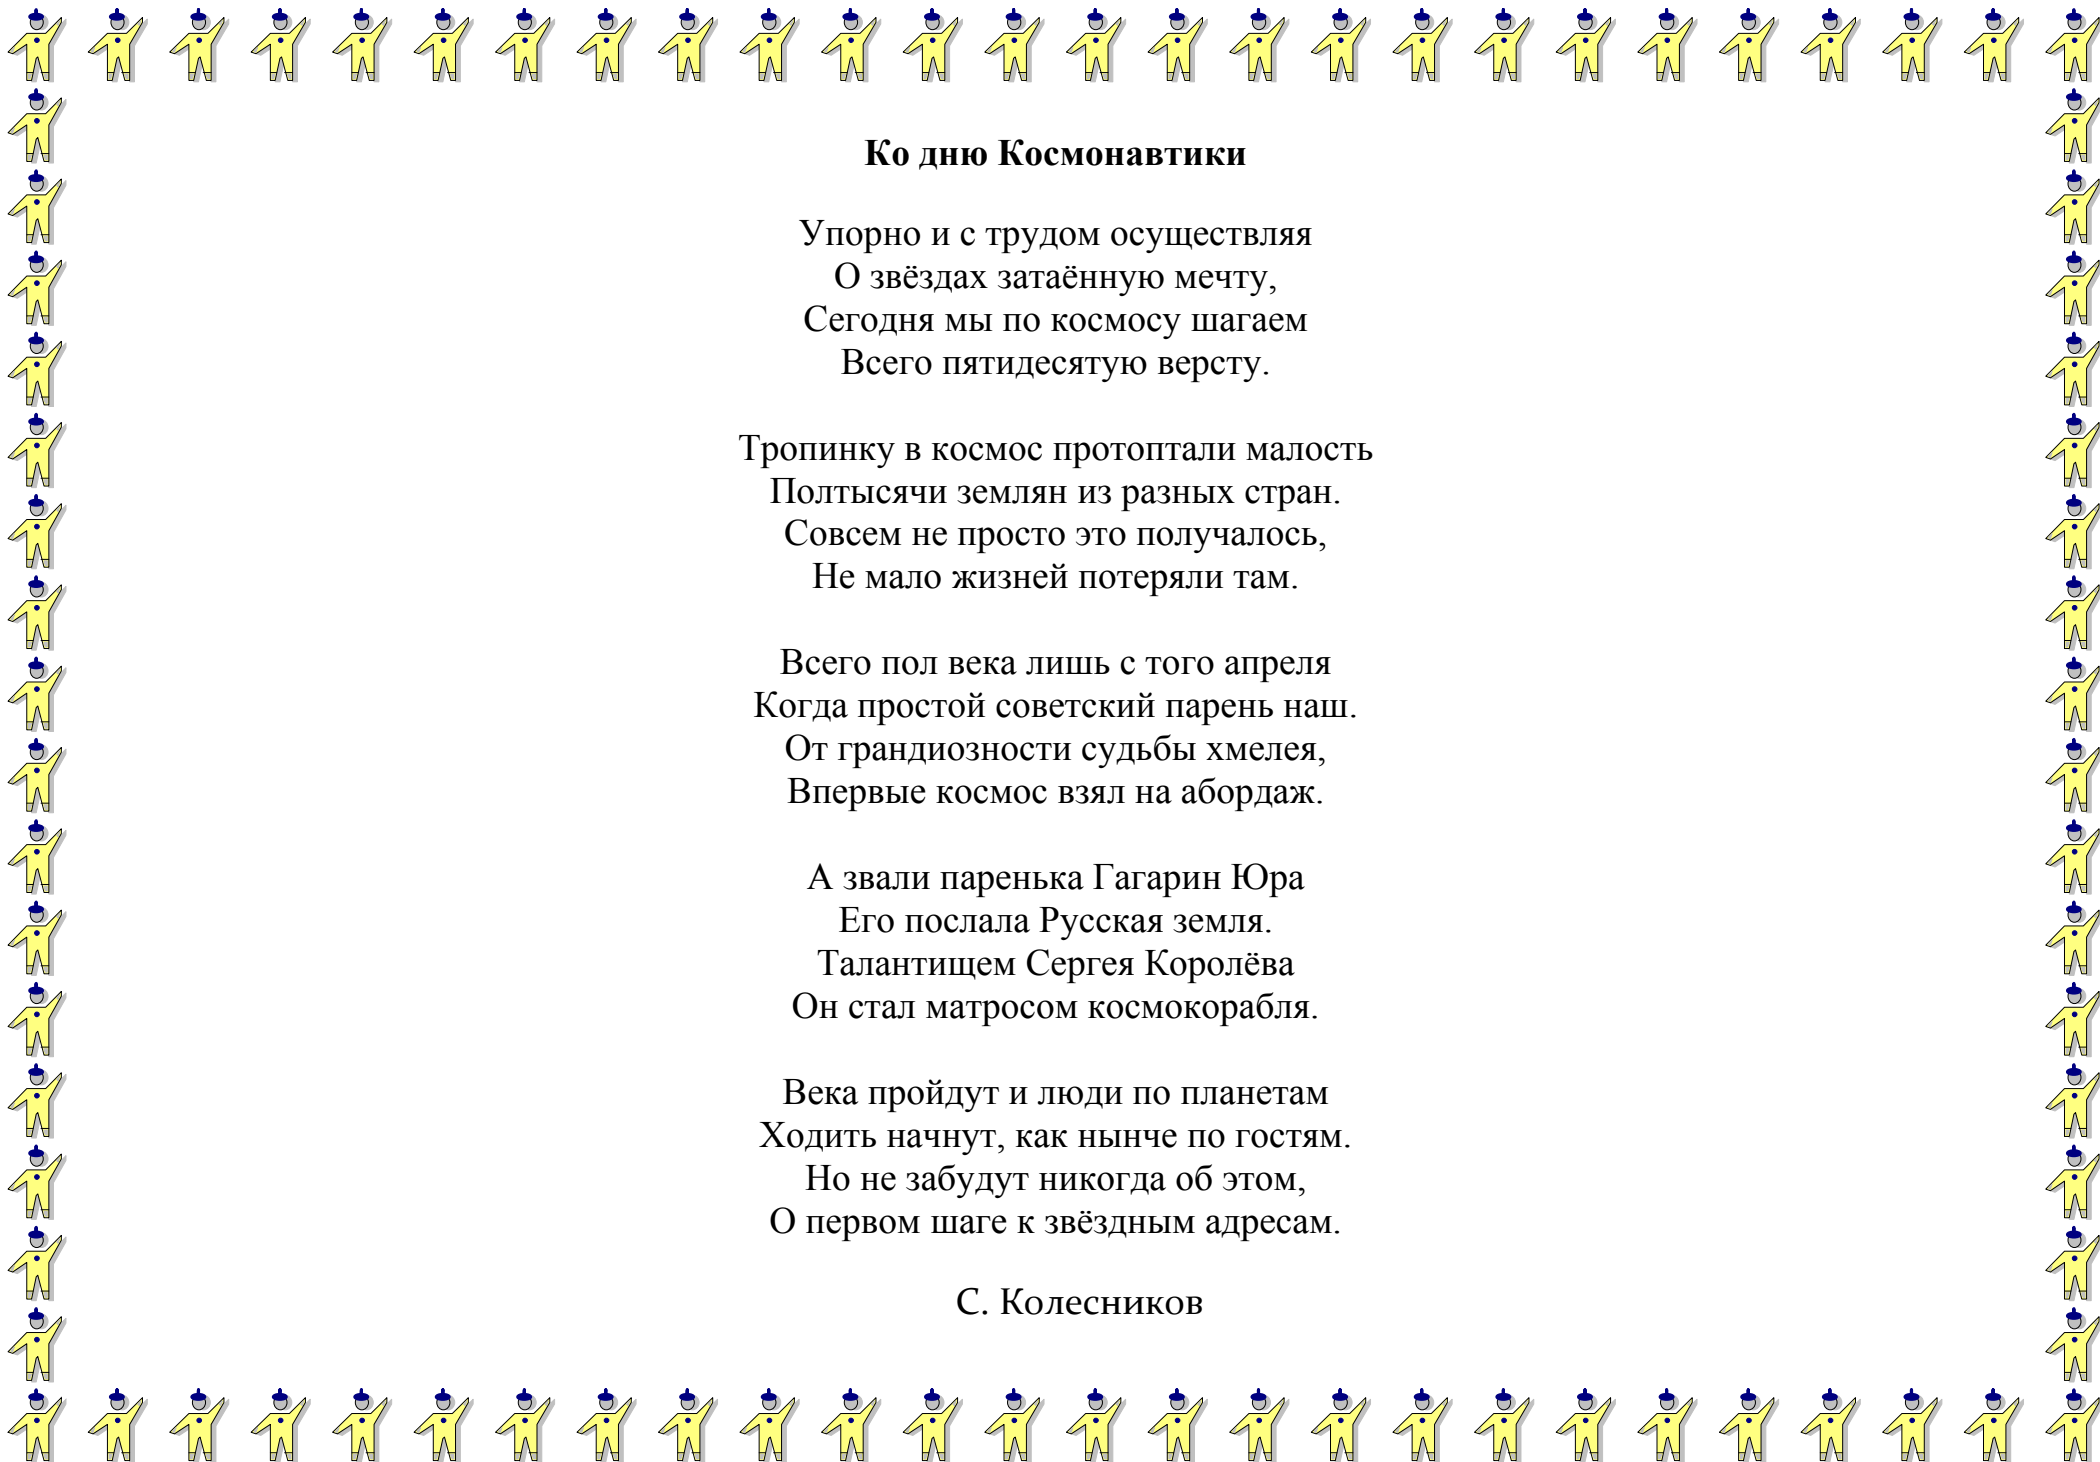 Ко дню Космонавтики
Упорно и с трудом осуществляя
О звёздах затаённую мечту,
Сегодня мы по космосу шагаем
Всего пятидесятую версту.
Тропинку в космос протоптали малость
Полтысячи землян из разных стран.
Совсем не просто это получалось,
Не мало жизней потеряли там.
Всего пол века лишь с того апреля
Когда простой советский парень наш.
От грандиозности судьбы хмелея,
Впервые космос взял на абордаж.
А звали паренька Гагарин Юра
Его послала Русская земля.
Талантищем Сергея Королёва
Он стал матросом космокорабля.
Века пройдут и люди по планетам
Ходить начнут, как нынче по гостям.
Но не забудут никогда об этом,
О первом шаге к звёздным адресам.
С. Колесников